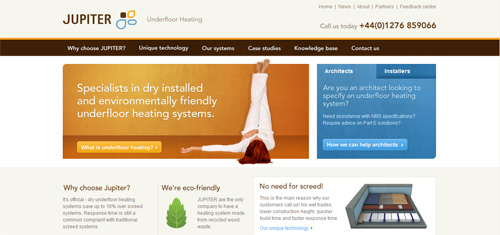 Home | News | About | Partners | Feedback centre
JUPITER
Underfloor Heating
Call us today +44(0)1276 859066
Why choose JUPITER?
Unique technology
Our systems
Case studies
Knowledge base
Contact us
Specialists in dry installed
and environmentally friendly
underfloor heating systems.
What is underfloor heating?
Architects
Installers
Are you an architect looking to
specify an underfloor heating
system?
Need assistance with NBS specifications?
Require advice on Part E solutions?
How we can help architects
Why choose Jupiter?
It's official - dry underfloor heating
systems save up to 16% over screed
systems. Response time is still a
common complaint with traditional
screed systems.
We're eco-friendly
JUPITER are the only
company to have a
heating system made
from recycled wood
waste.
No need for screed!
This is the main reason why our
customers call us! No wet trades,
lower construction height, quicker
build time and faster response time.
Our unique technology